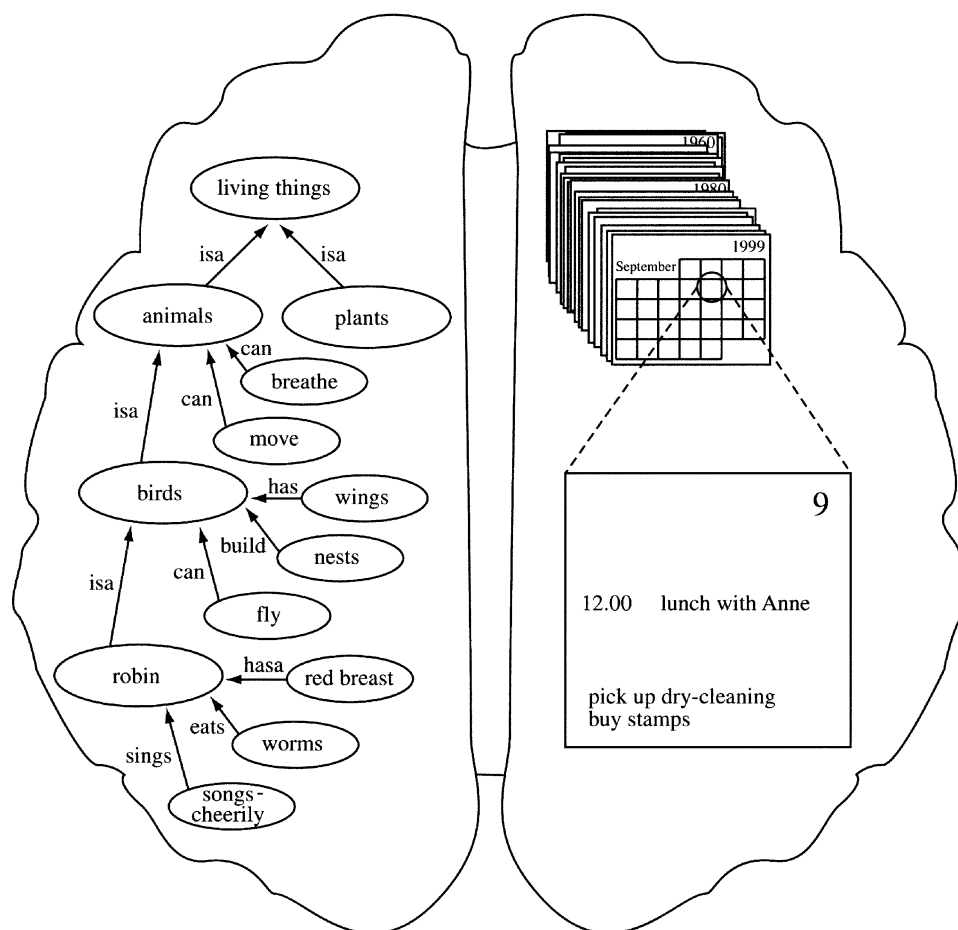 living things
isa
isa
animals
plants
can
breathe
can
isa
move
birds
has
wings
build
nests
can
isa
fly
robin
hasa
red breast
eats
worms
sings
songs-
cheerily
1960
1980
1999
September
9
12.00 lunch with Anne
pick up dry-cleaning
buy stamps